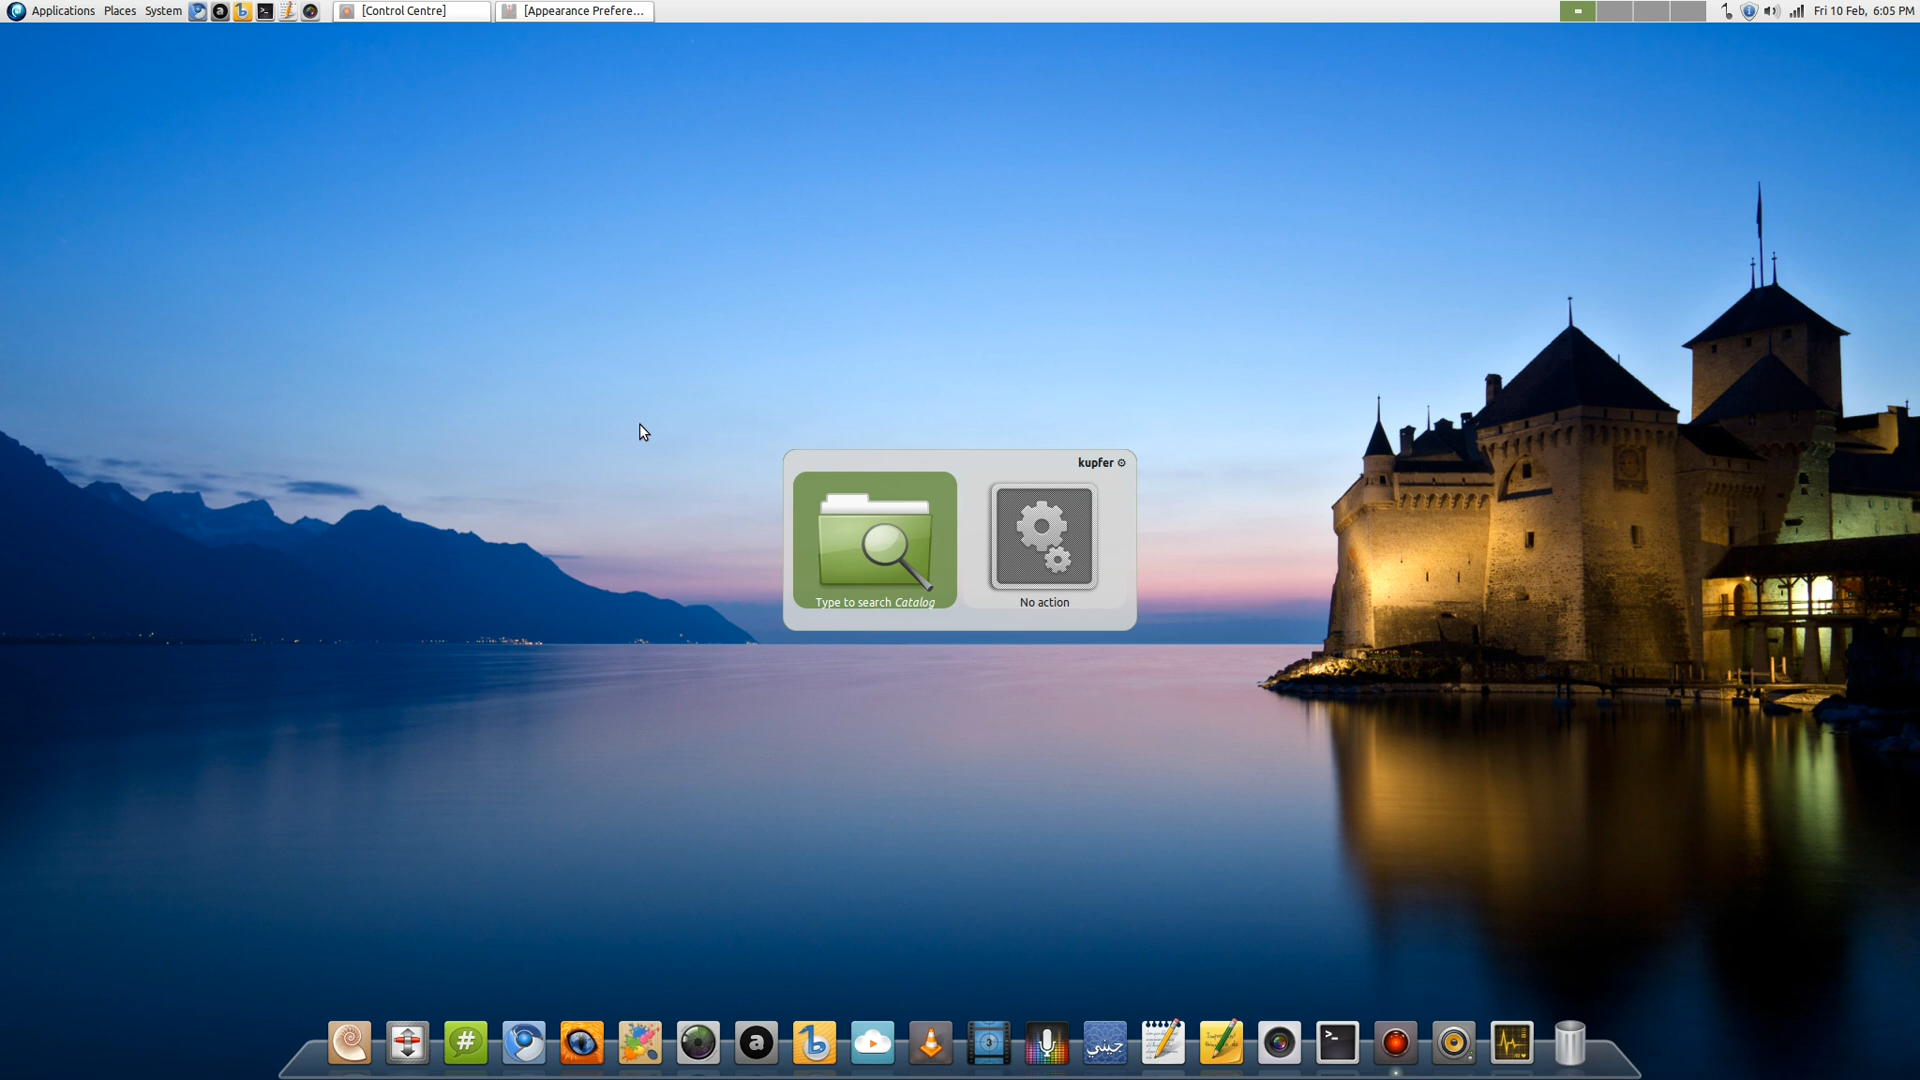 Applications Places System [Control Centre] [Appearance Prefere... Fri 10 Feb, 6:05 PM
kupfer
Type to search Catalog No action
a
جيني